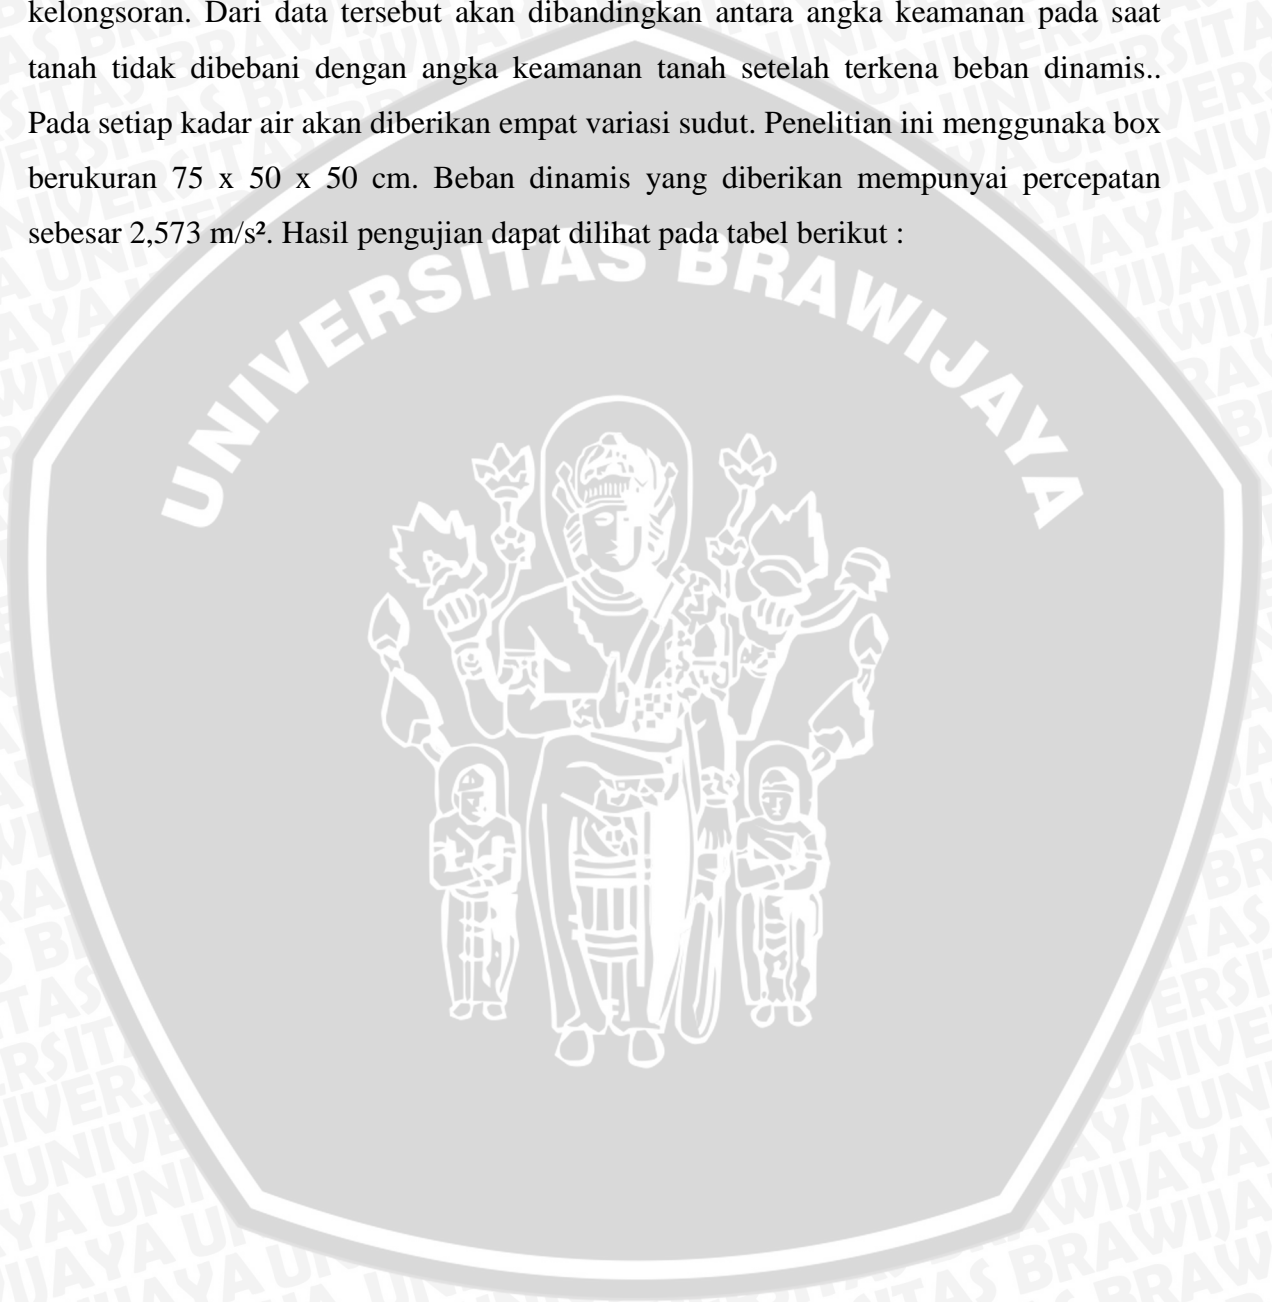 kelongsoran. Dari data tersebut akan dibandingkan antara angka keamanan pada saat
tanah tidak dibebani dengan angka keamanan tanah setelah terkena beban dinamis..
Pada setiap kadar air akan diberikan empat variasi sudut. Penelitian ini menggunaka box
berukuran 75 x 50 x 50 cm. Beban dinamis yang diberikan mempunyai percepatan
sebesar 2,573 m/s². Hasil pengujian dapat dilihat pada tabel berikut :
UNIVERSITAS BRAWIJAYA